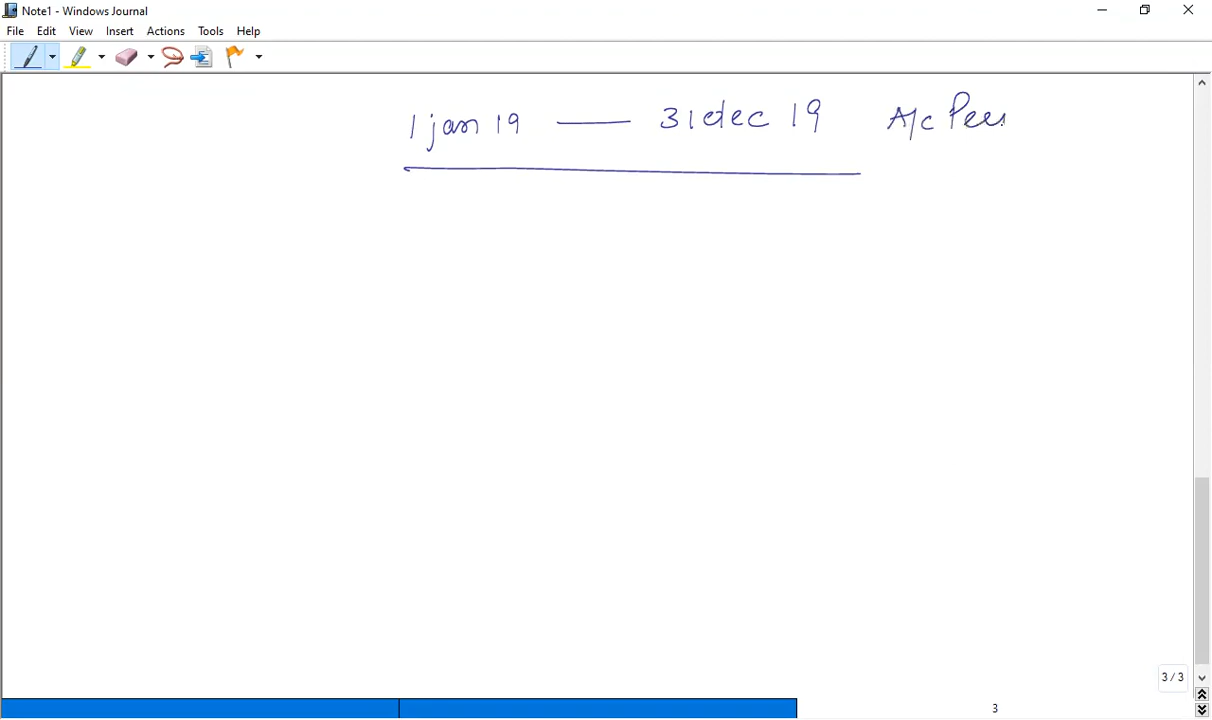 Note1 - Windows Journal
File Edit View Insert Actions Tools Help
1 jan 19 — 31 dec 19 A/c Peri
3 / 3
3